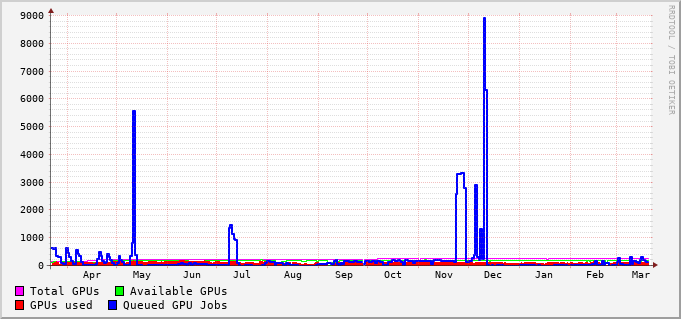 9000
8000
7000
6000
5000
4000
3000
2000
1000
0
Apr May Jun Jul Aug Sep Oct Nov Dec Jan Feb Mar
Total GPUs Available GPUs
GPUs used Queued GPU Jobs
RRDTOOL / TOBI OETIKER